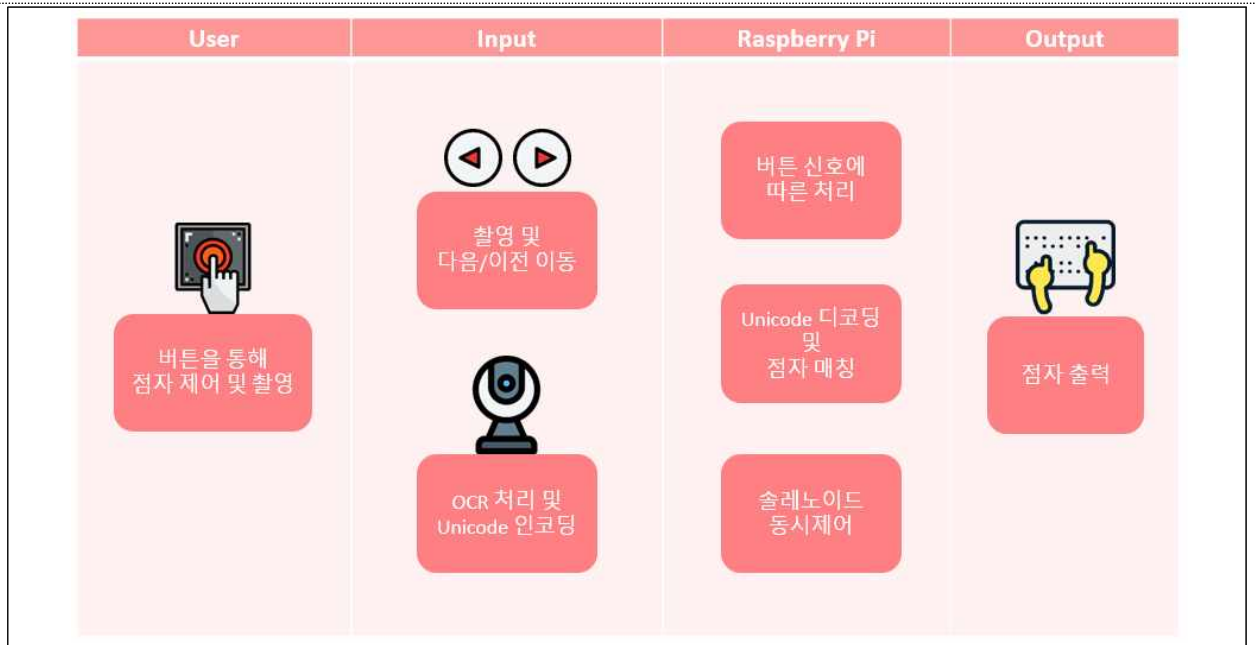 User
Input
Raspberry Pi
Output
버튼을 통해
점자 제어 및 촬영
촬영 및
다음/이전 이동
OCR 처리 및
Unicode 인코딩
버튼 신호에
따른 처리
Unicode 디코딩
및
점자 매칭
솔레노이드
동시제어
점자 출력